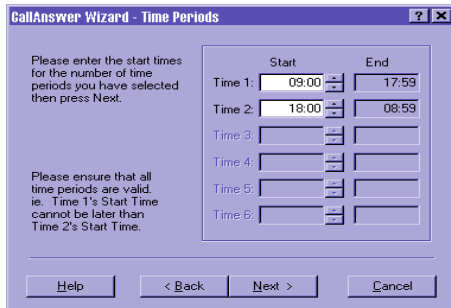 CallAnswer Wizard - Time Periods
Please enter the start times
for the number of time
periods you have selected
then press Next.
Start End
Time 1: 09:00 17:59
Time 2: 18:00 08:59
Time 3:
Time 4:
Time 5:
Time 6:
Please ensure that all
time periods are valid.
ie. Time 1's Start Time
cannot be later than
Time 2's Start Time.
Help < Back Next > Cancel